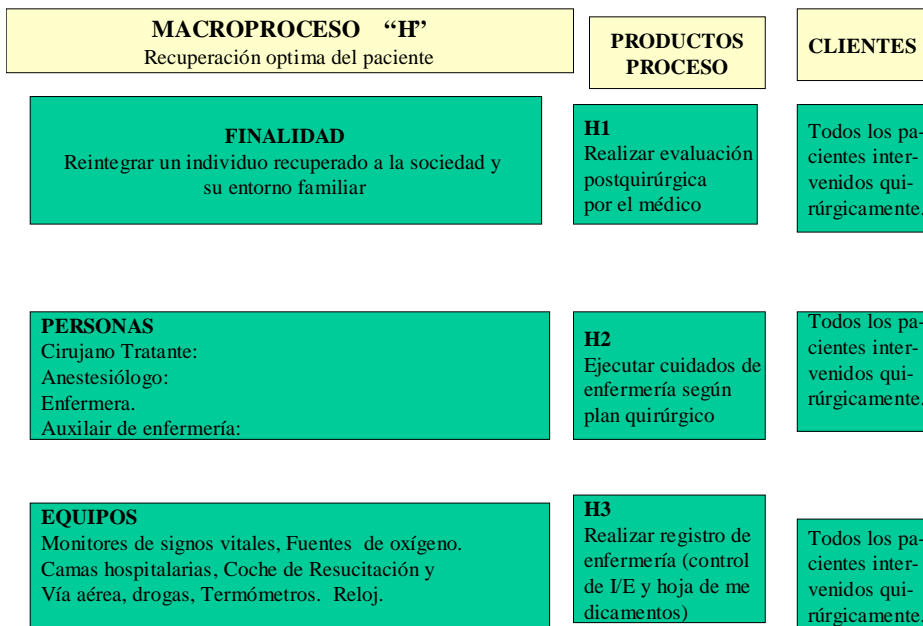 MACROPROCESO “H”
Recuperación optima del paciente
PRODUCTOS
PROCESO
CLIENTES
FINALIDAD
Reintegrar un individuo recuperado a la sociedad y
su entorno familiar
H1
Realizar evaluación
postquirúrgica
por el médico
Todos los pa-
cientes inter-
venidos qui-
rúrgicamente.
PERSONAS
Cirujano Tratante:
Anestesiólogo:
Enfermera.
Auxilair de enfermería:
H2
Ejecutar cuidados de
enfermería según
plan quirúrgico
Todos los pa-
cientes inter-
venidos qui-
rúrgicamente.
EQUIPOS
Monitores de signos vitales, Fuentes de oxígeno.
Camas hospitalarias, Coche de Resucitación y
Vía aérea, drogas, Termómetros. Reloj.
H3
Realizar registro de
enfermería (control
de I/E y hoja de me
dicamentos)
Todos los pa-
cientes inter-
venidos qui-
rúrgicamente.